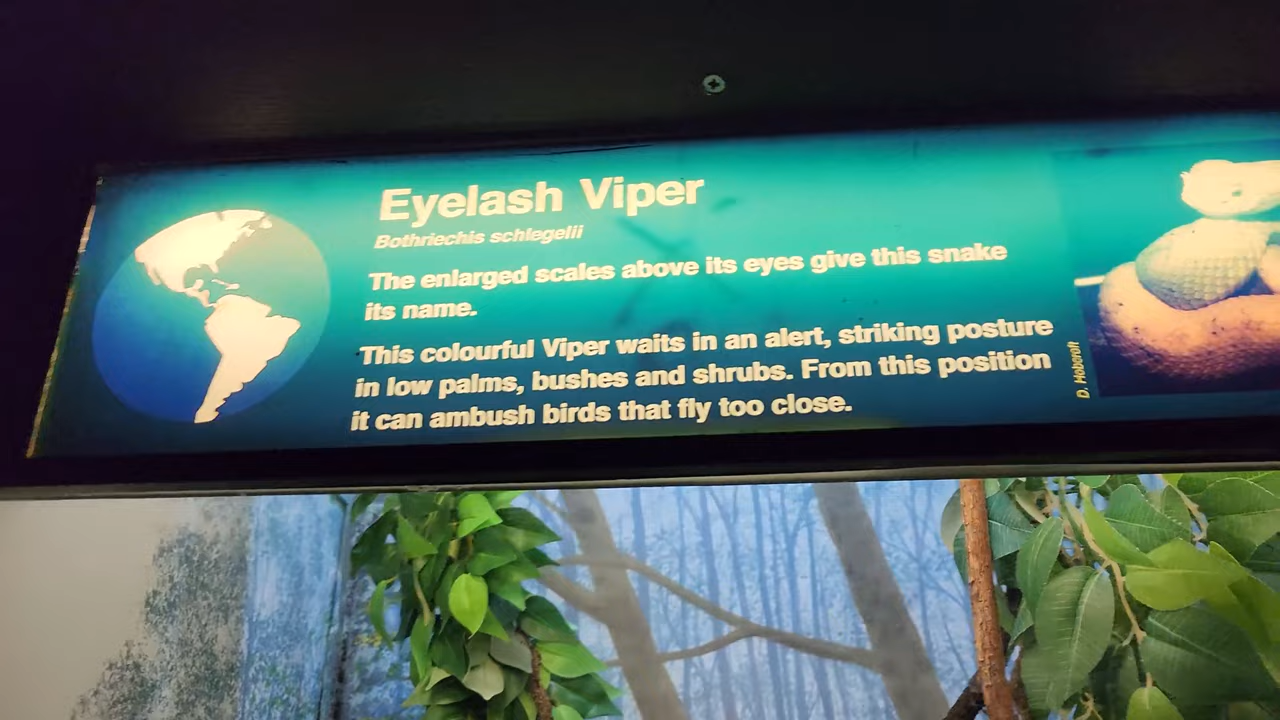 Eyelash Viper
Bothriechis schlegelii
The enlarged scales above its eyes give this snake
its name.
This colourful Viper waits in an alert, striking posture
in low palms, bushes and shrubs. From this position
it can ambush birds that fly too close.
D. Hobcroft